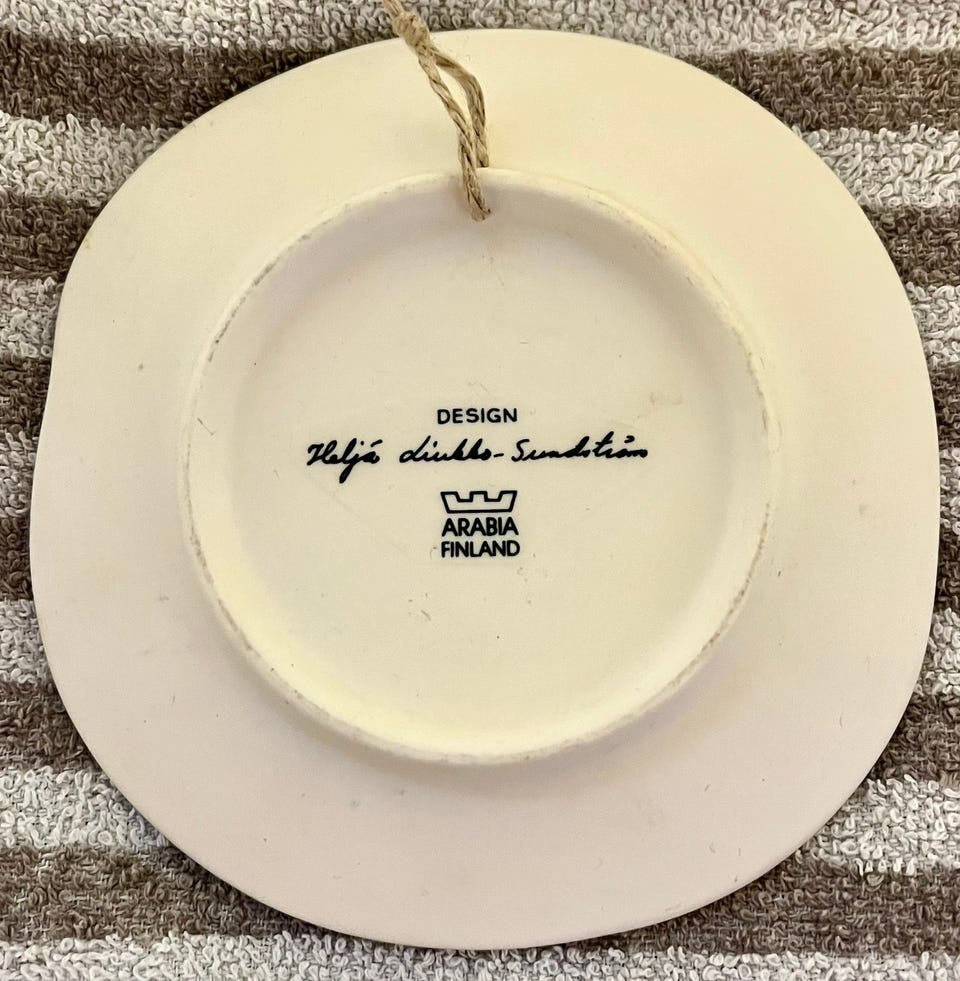 DESIGN
Heljä Liukko-Sundström
ARABIA
FINLAND